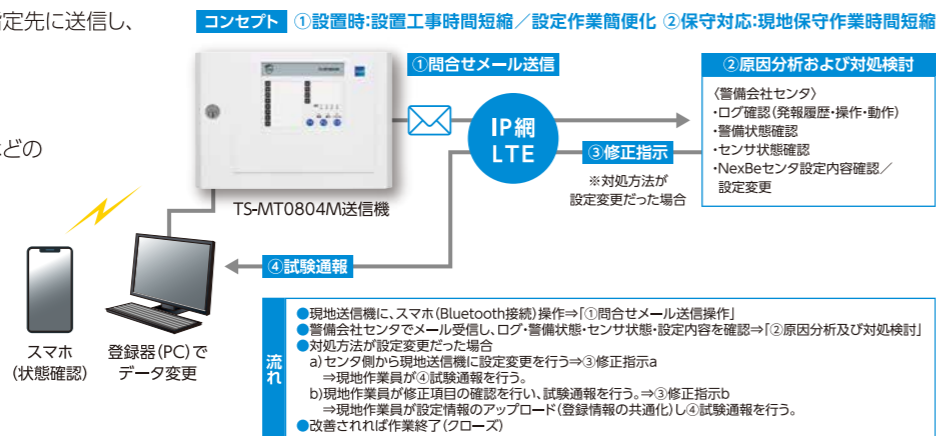 指定先に送信し、
などの
コンセプト ①設置時:設置工事時間短縮／設定作業簡便化 ②保守対応:現地保守作業時間短縮
①問合せメール送信
IP網
LTE
②原因分析および対処検討
〈警備会社センタ〉
・ログ確認(発報履歴・操作・動作)
・警備状態確認
・センサ状態確認
・NexBeセンタ設定内容確認／
設定変更
③修正指示
※対処方法が
設定変更だった場合
TS-MT0804M送信機
④試験通報
スマホ
(状態確認)
登録器(PC)で
データ変更
流れ
●現地送信機に、スマホ(Bluetooth接続)操作⇒「①問合せメール送信操作」
●警備会社センタでメール受信し、ログ・警備状態・センサ状態・設定内容を確認⇒「②原因分析及び対処検討」
●対処方法が設定変更だった場合
a)センタ側から現地送信機に設定変更を行う⇒③修正指示a
⇒現地作業員が④試験通報を行う。
b)現地作業員が修正項目の確認を行い、試験通報を行う。⇒③修正指示b
⇒現地作業員が設定情報のアップロード(登録情報の共通化)し④試験通報を行う。
●改善されれば作業終了(クローズ)